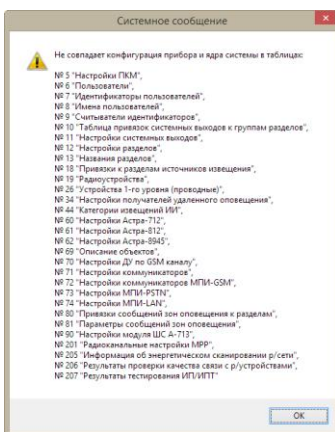 Системное сообщение
Не совпадает конфигурация прибора и ядра системы в таблицах:
№ 5 "Настройки ПКМ",
№ 6 "Пользователи",
№ 7 "Идентификаторы пользователей",
№ 8 "Имена пользователей",
№ 9 "Считыватели идентификаторов",
№ 10 "Таблица привязок системных выходов к группам разделов",
№ 11 "Настройки системных выходов",
№ 12 "Настройки разделов",
№ 13 "Названия разделов",
№ 18 "Привязки к разделам источников извещения",
№ 19 "Радиоустройства",
№ 26 "Устройства 1-го уровня (проводные)",
№ 34 "Настройки получателей удаленного оповещения",
№ 44 "Категории извещений ИИ",
№ 60 "Настройки Астра-712",
№ 61 "Настройки Астра-812",
№ 62 "Настройки Астра-8945",
№ 69 "Описание объектов",
№ 70 "Настройки ДУ по GSM каналу",
№ 71 "Настройки коммуникаторов",
№ 72 "Настройки коммуникаторов МПИ-GSM",
№ 73 "Настройки МПИ-PSTN",
№ 74 "Настройки МПИ-LAN",
№ 80 "Привязки сообщений зон оповещения к разделам",
№ 81 "Параметры сообщений зон оповещения",
№ 90 "Настройки модуля ШС А-713",
№ 201 "Радиоканальные настройки МРР",
№ 205 "Информация об энергетическом сканировании р/сети",
№ 206 "Результаты проверки качества связи с р/устройствами",
№ 207 "Результаты тестирования ИП/ИПТ"
OK